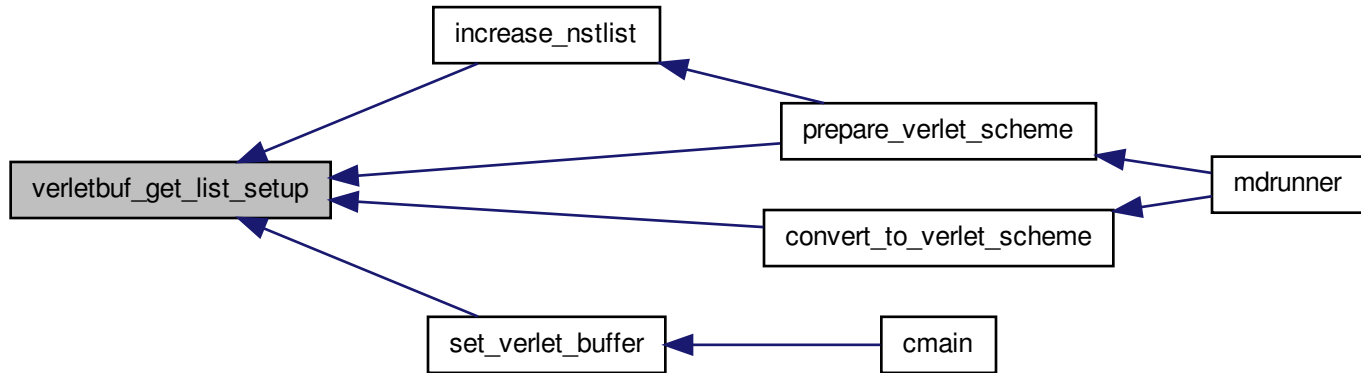 increase_nstlist
prepare_verlet_scheme
verletbuf_get_list_setup
mdrunner
convert_to_verlet_scheme
set_verlet_buffer
cmain